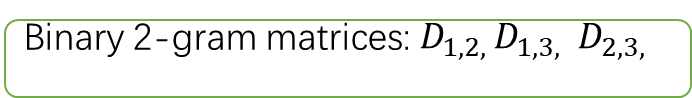 Binary 2-gram matrices: D₁,₂, D₁,₃, D₂,₃,